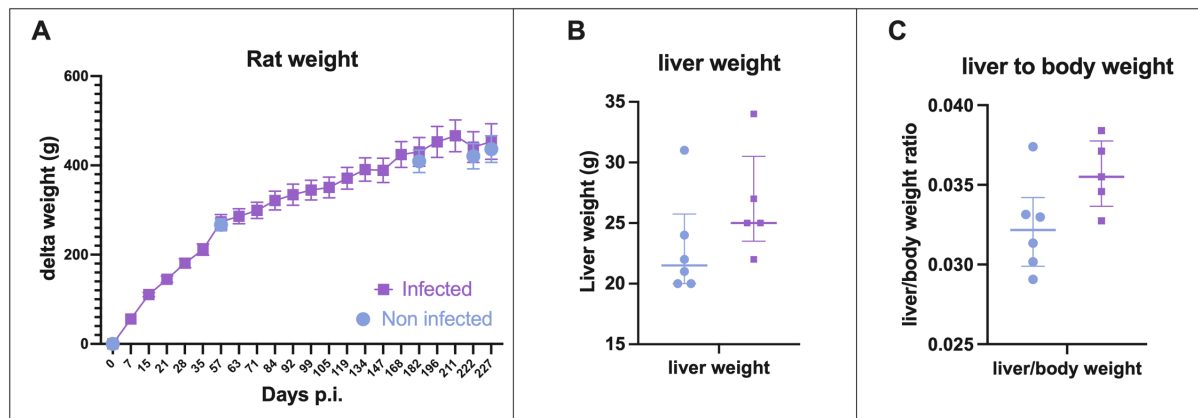 A
Rat weight
delta weight (g)
600
400
200
0
0 7 15 21 28 35 57 63 71 84 92 99 105 119 134 147 168 182 196 211 222 227
Days p.i.
Infected
Non infected
B
liver weight
Liver weight (g)
35
30
25
20
15
liver weight
C
liver to body weight
liver/body weight ratio
0.040
0.035
0.030
0.025
liver/body weight